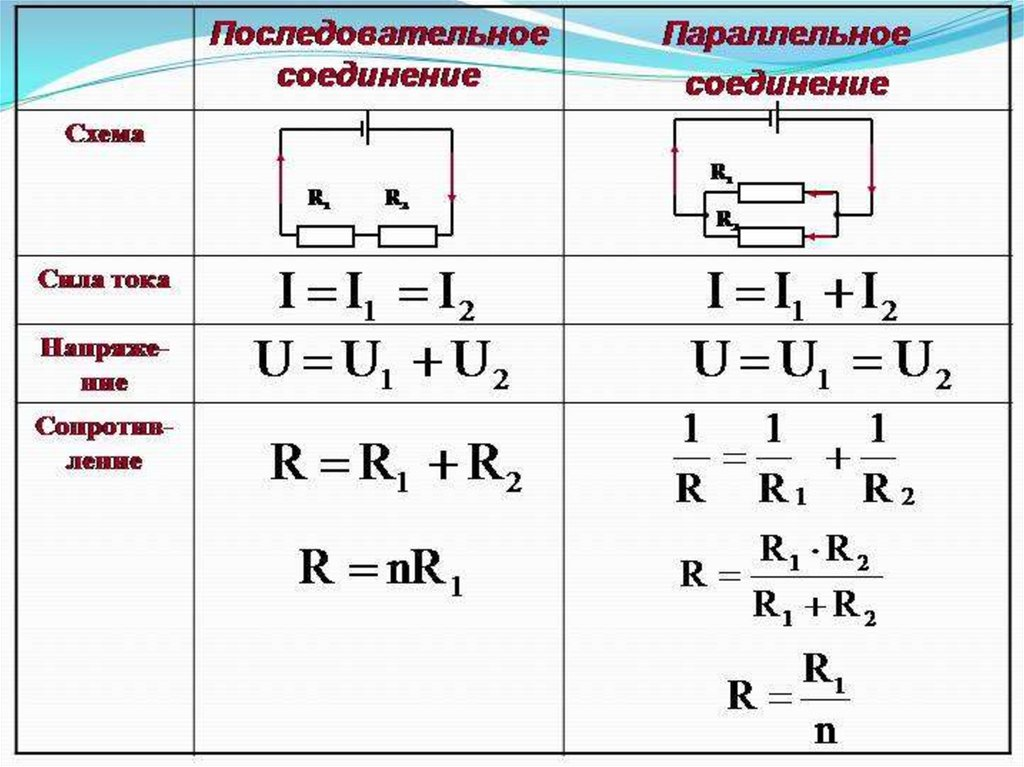 Последовательное
соединение
Параллельное
соединение
Схема
R₁ R₂
R₁
R₂
Сила тока
I = I₁ = I₂
I = I₁ + I₂
Напряже-
ние
U = U₁ + U₂
U = U₁ = U₂
Сопротив-
ление
R = R₁ + R₂
R = nR₁
1/R = 1/R₁ + 1/R₂
R = R₁ · R₂ / R₁ + R₂
R = R₁ / n